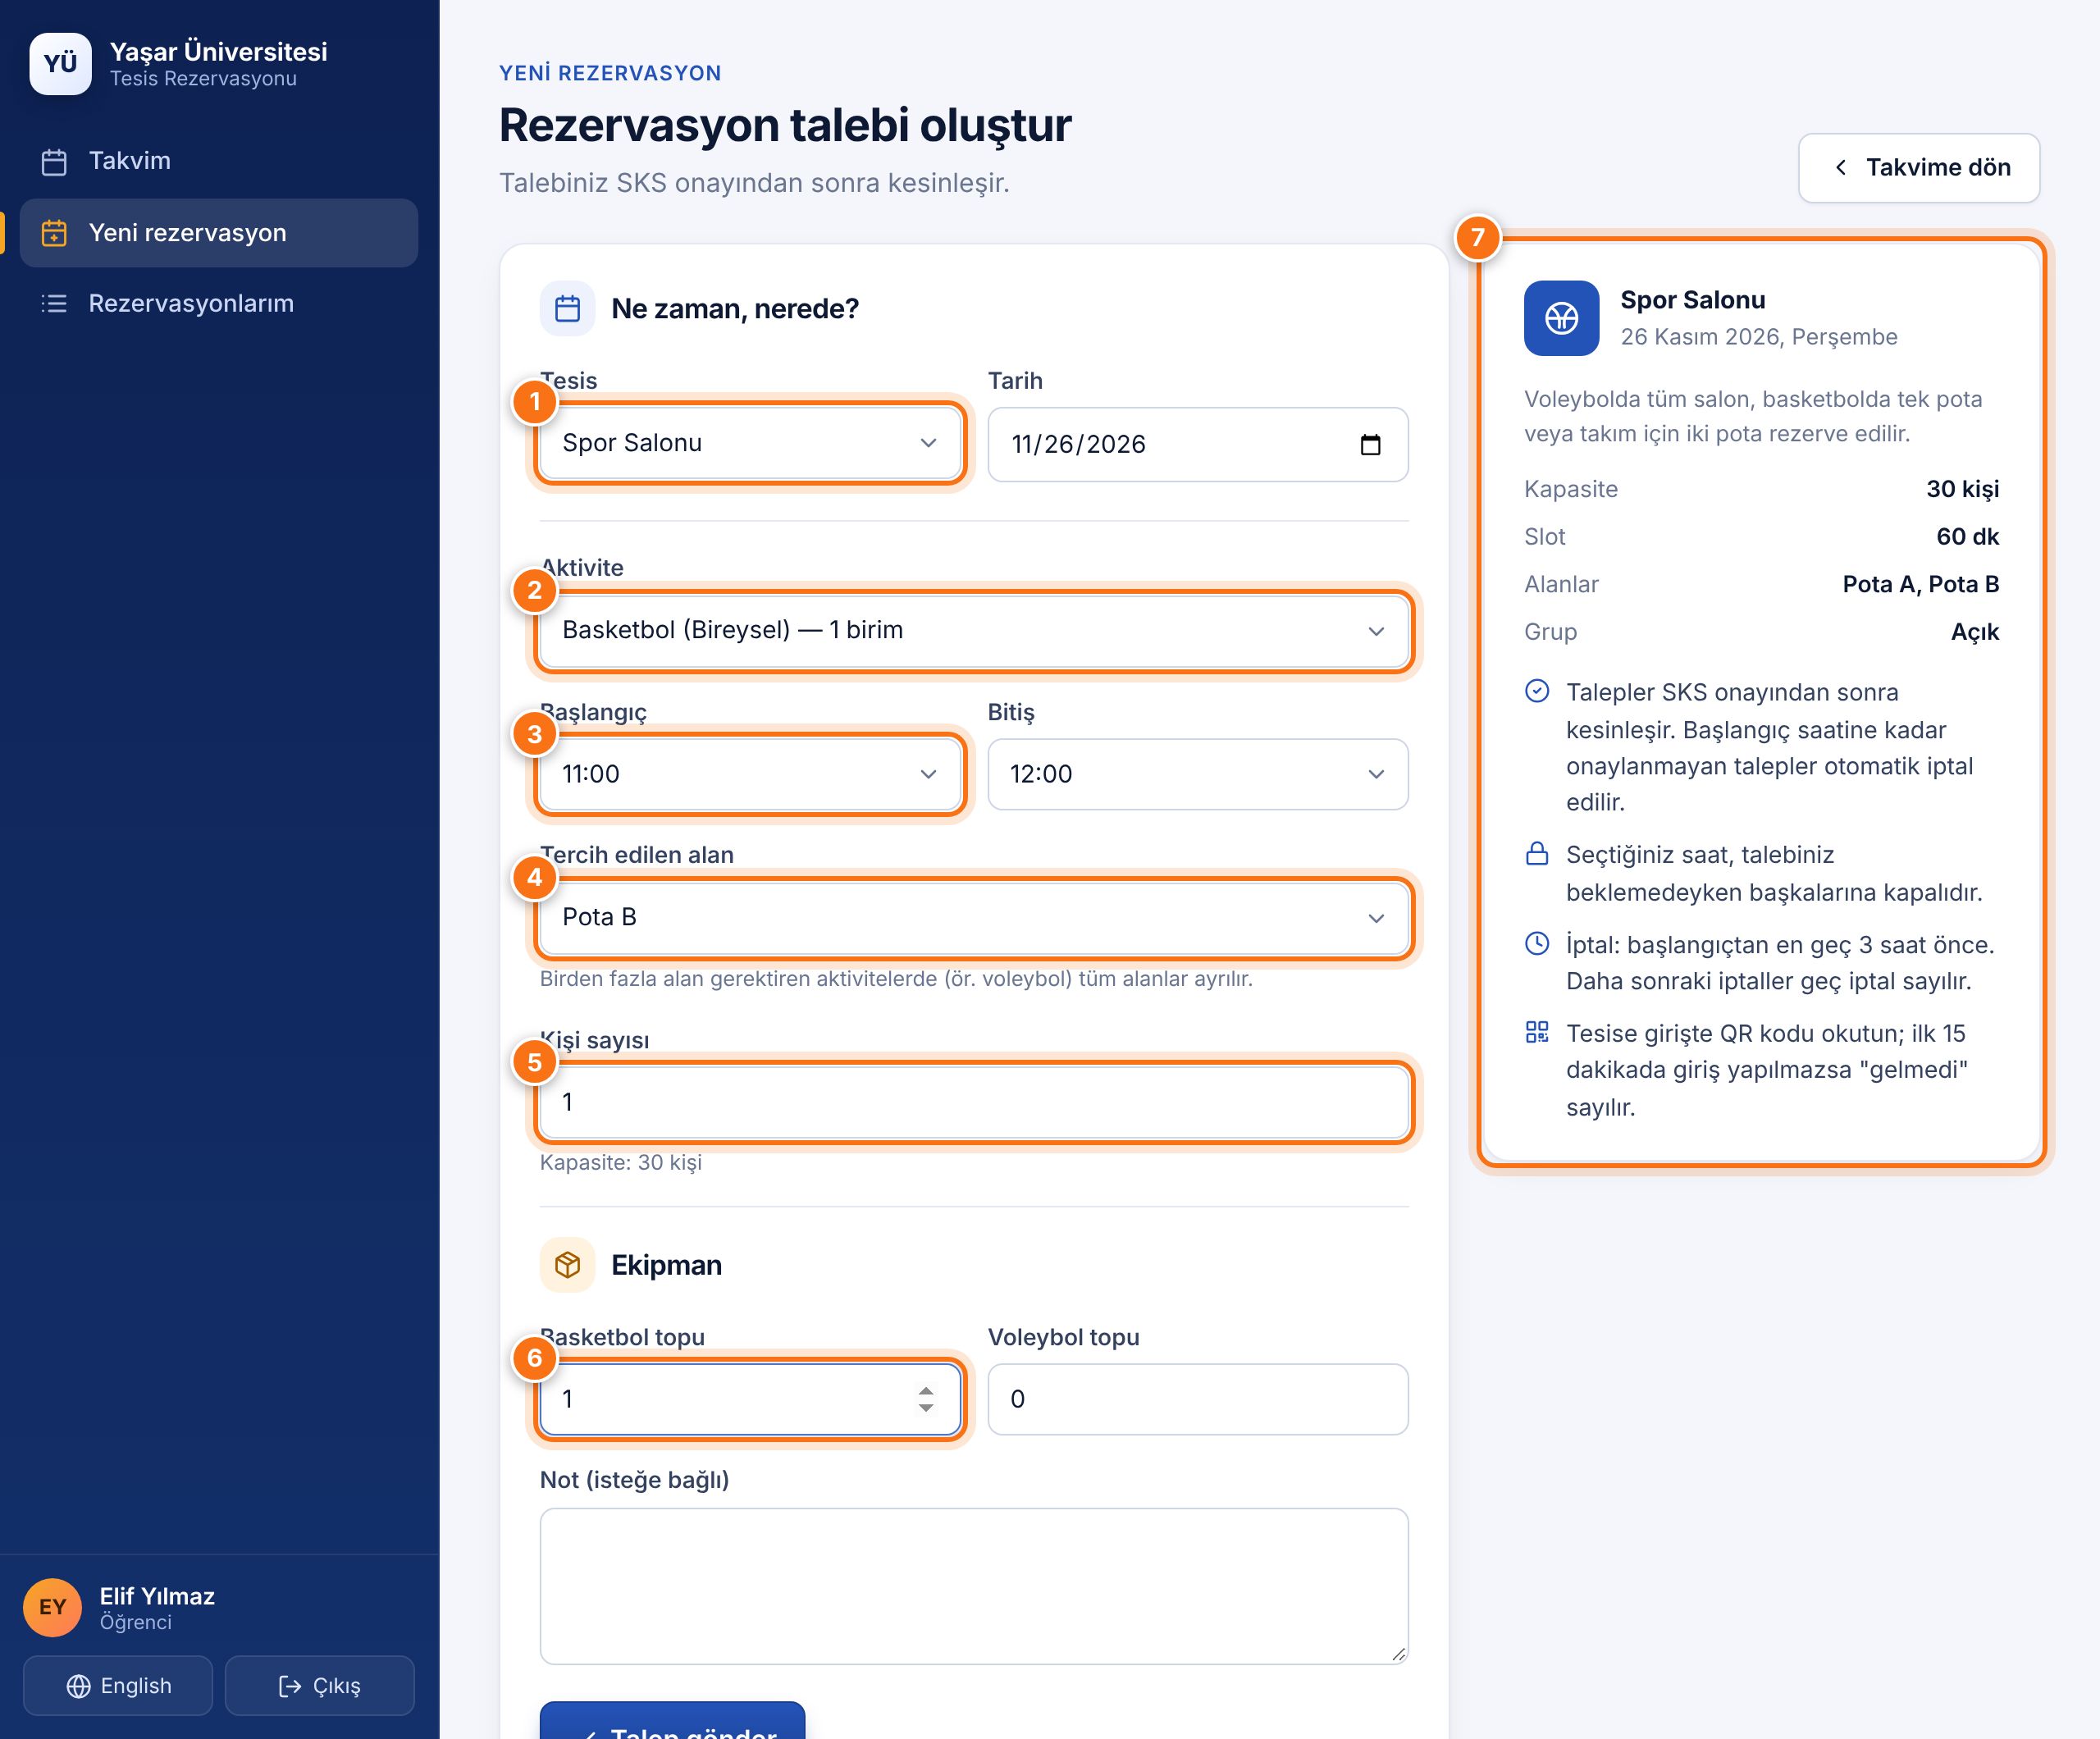 YÜ
Yaşar Üniversitesi
Tesis Rezervasyonu
Takvim
Yeni rezervasyon
Rezervasyonlarım
EY
Elif Yılmaz
Öğrenci
English
Çıkış
YENİ REZERVASYON
Rezervasyon talebi oluştur
Talebiniz SKS onayından sonra kesinleşir.
Takvime dön
Ne zaman, nerede?
Tesis
Tarih
1
Spor Salonu
11/26/2026
Aktivite
2
Basketbol (Bireysel) — 1 birim
Başlangıç
Bitiş
3
11:00
12:00
Tercih edilen alan
4
Pota B
Birden fazla alan gerektiren aktivitelerde (ör. voleybol) tüm alanlar ayrılır.
Kişi sayısı
5
1
Kapasite: 30 kişi
Ekipman
Basketbol topu
Voleybol topu
6
1
0
Not (isteğe bağlı)
Talep gönder
7
Spor Salonu
26 Kasım 2026, Perşembe
Voleybolda tüm salon, basketbolda tek pota
veya takım için iki pota rezerve edilir.
Kapasite 30 kişi
Slot 60 dk
Alanlar Pota A, Pota B
Grup Açık
Talepler SKS onayından sonra
kesinleşir. Başlangıç saatine kadar
onaylanmayan talepler otomatik iptal
edilir.
Seçtiğiniz saat, talebiniz
beklemedeyken başkalarına kapalıdır.
İptal: başlangıçtan en geç 3 saat önce.
Daha sonraki iptaller geç iptal sayılır.
Tesise girişte QR kodu okutun; ilk 15
dakikada giriş yapılmazsa "gelmedi"
sayılır.